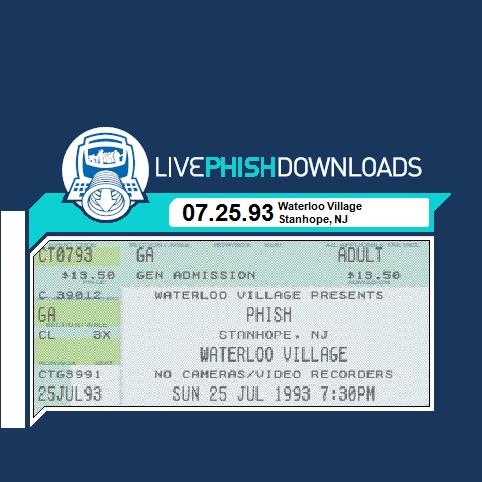 LIVEPHISHDOWNLOADS
07.25.93 Waterloo Village
Stanhope, NJ
CT0793 GA ADULT
$13.50 GEN ADMISSION $13.50
C 39012 WATERLOO VILLAGE PRESENTS
GA PHISH
CL 3X STANHOPE, NJ
WATERLOO VILLAGE
CTG3991 NO CAMERAS/VIDEO RECORDERS
25JUL93 SUN 25 JUL 1993 7:30PM